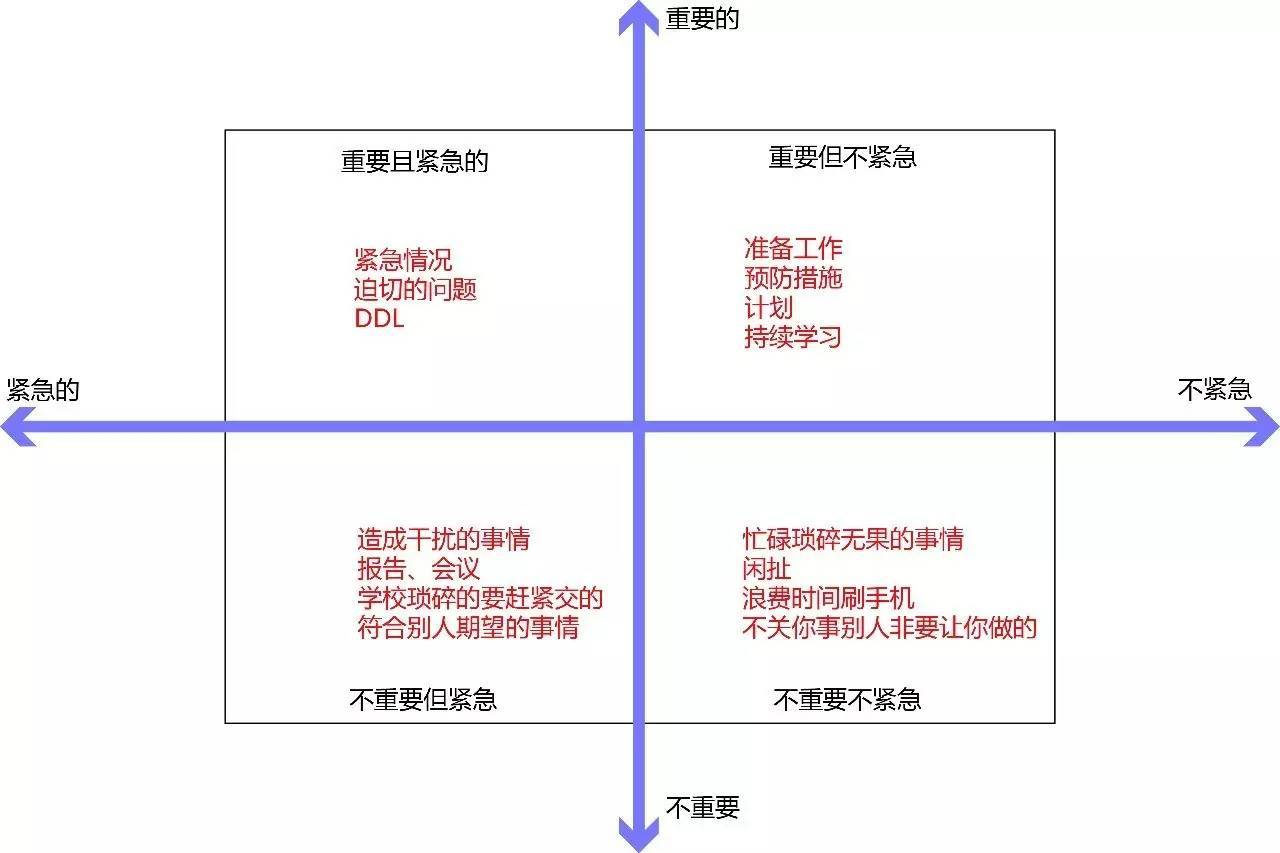 重要的
重要且紧急的
重要但不紧急
紧急情况
迫切的问题
DDL
准备工作
预防措施
计划
持续学习
紧急的
不紧急
造成干扰的事情
报告、会议
学校琐碎的要赶紧交的
符合别人期望的事情
忙碌琐碎无果的事情
闲扯
浪费时间刷手机
不关你事别人非要让你做的
不重要但紧急
不重要不紧急
不重要